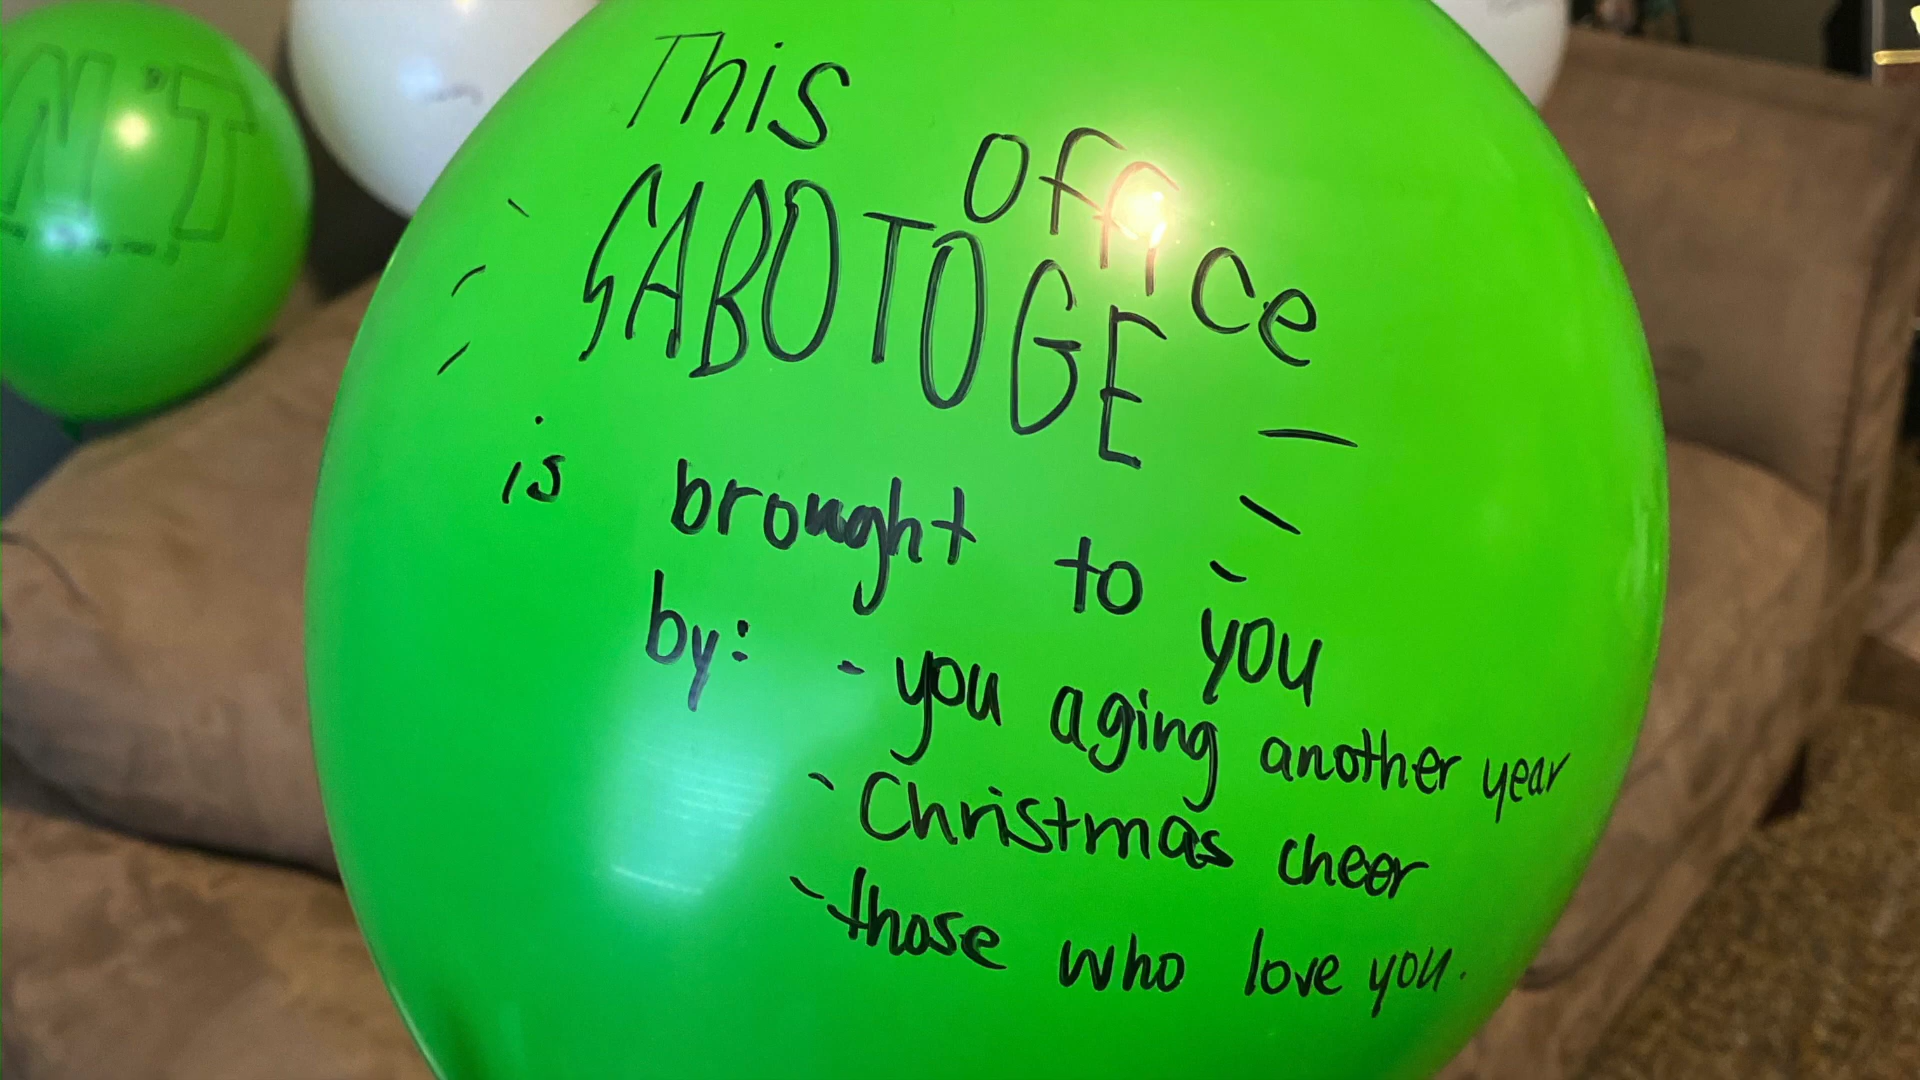 N'T
This office
SABOTOGE
is brought to you
by: - you aging another year
- Christmas cheer
- those who love you.